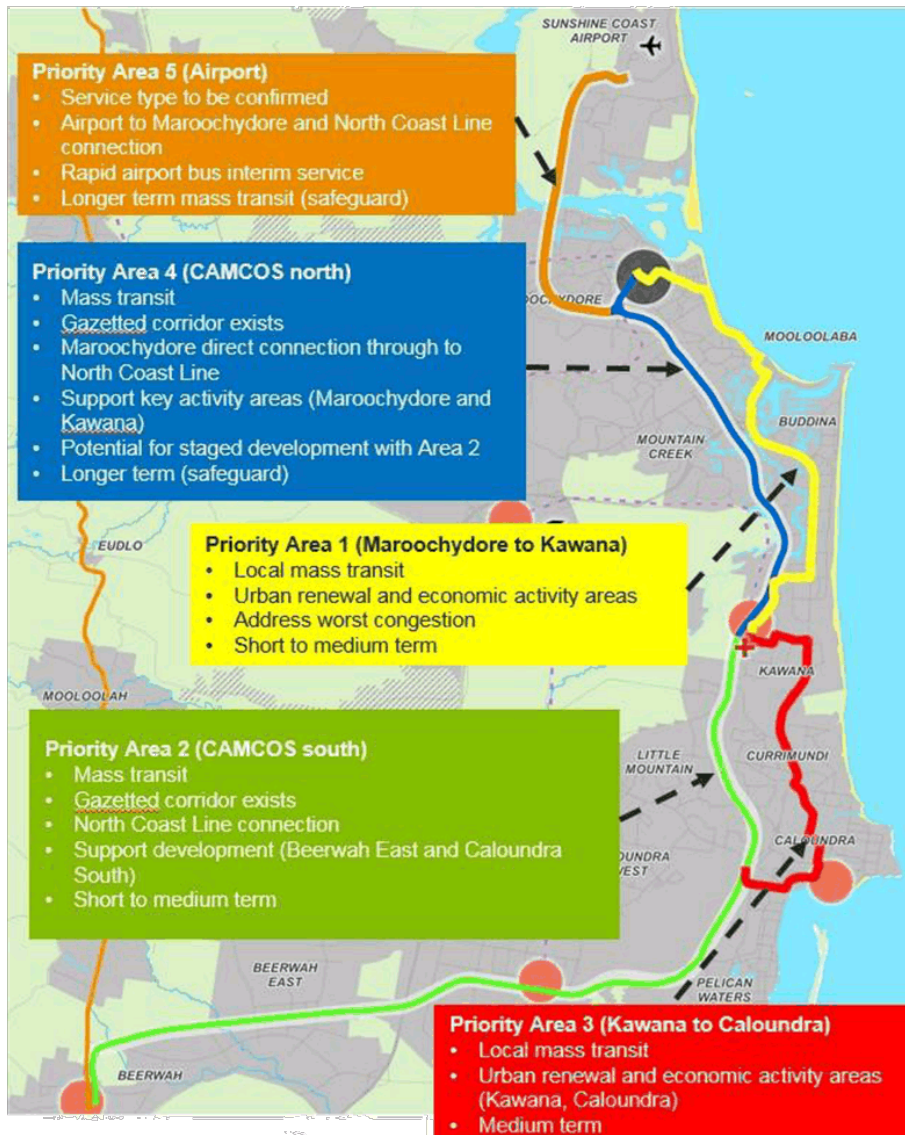 SUNSHINE COAST
AIRPORT
Priority Area 5 (Airport)
• Service type to be confirmed
• Airport to Maroochydore and North Coast Line
connection
• Rapid airport bus interim service
• Longer term mass transit (safeguard)
Priority Area 4 (CAMCOS north)
• Mass transit
• Gazetted corridor exists
• Maroochydore direct connection through to
North Coast Line
• Support key activity areas (Maroochydore and
Kawana)
• Potential for staged development with Area 2
• Longer term (safeguard)
OCHYDORE
MOOLOOLABA
BUDDINA
MOUNTAIN
CREEK
Priority Area 1 (Maroochydore to Kawana)
• Local mass transit
• Urban renewal and economic activity areas
• Address worst congestion
• Short to medium term
EUDLO
KAWANA
MOOLOOLAH
Priority Area 2 (CAMCOS south)
• Mass transit
• Gazetted corridor exists
• North Coast Line connection
• Support development (Beerwah East and Caloundra
South)
• Short to medium term
LITTLE
MOUNTAIN
CURRIMUNDI
CALOUNDRA
OUNDRA
VEST
BEERWAH
EAST
PELICAN
WATERS
BEERWAH
Priority Area 3 (Kawana to Caloundra)
• Local mass transit
• Urban renewal and economic activity areas
(Kawana, Caloundra)
• Medium term